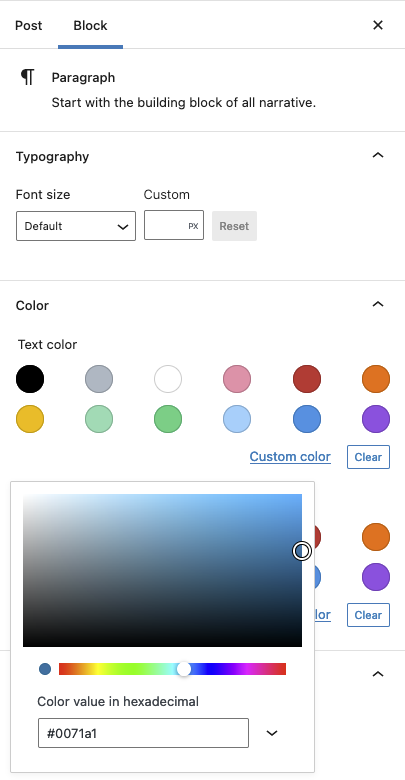 Post Block
¶ Paragraph
Start with the building block of all narrative.
Typography
Font size Custom
Default PX Reset
Color
Text color
Custom color Clear
lor Clear
Color value in hexadecimal
#0071a1